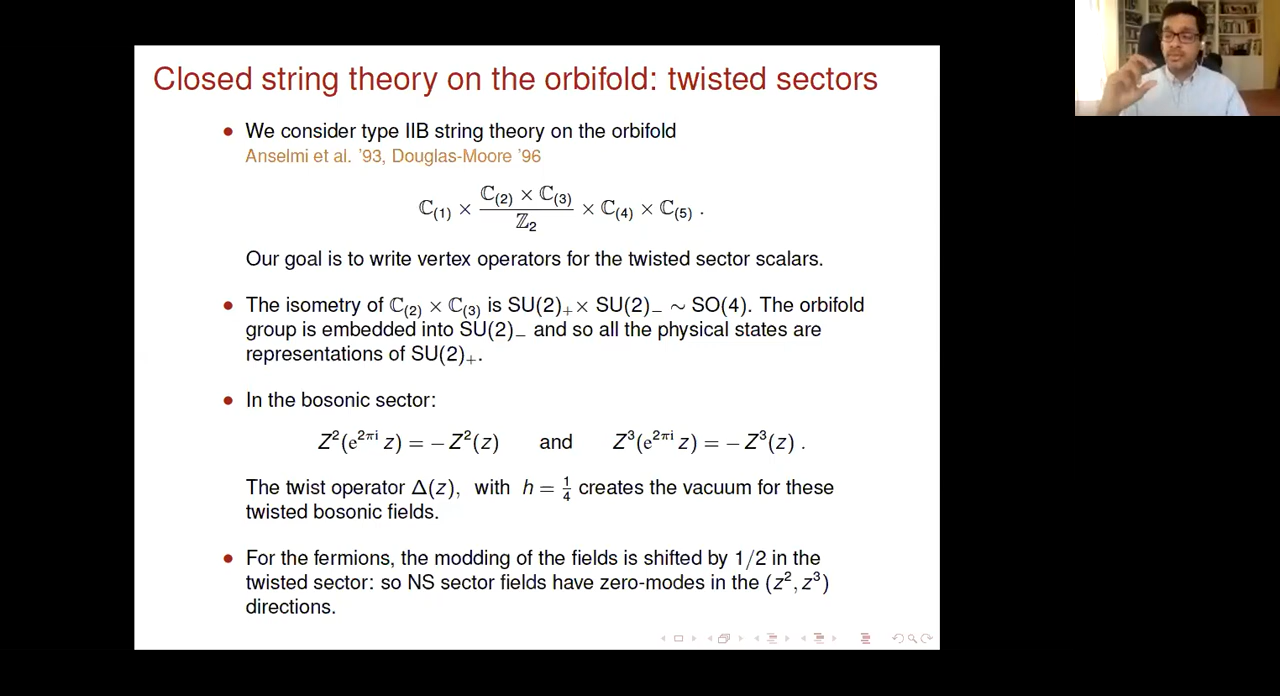 Closed string theory on the orbifold: twisted sectors
• We consider type IIB string theory on the orbifold
Anselmi et al. '93, Douglas-Moore '96
ℂ₍₁₎ × (ℂ₍₂₎ × ℂ₍₃₎)/ℤ₂ × ℂ₍₄₎ × ℂ₍₅₎ .
Our goal is to write vertex operators for the twisted sector scalars.
• The isometry of ℂ₍₂₎ × ℂ₍₃₎ is SU(2)₊× SU(2)₋ ∼ SO(4). The orbifold
group is embedded into SU(2)₋ and so all the physical states are
representations of SU(2)₊.
• In the bosonic sector:
Z²(e^{2πi} z) = − Z²(z) and Z³(e^{2πi} z) = − Z³(z) .
The twist operator Δ(z), with h = 1/4 creates the vacuum for these
twisted bosonic fields.
• For the fermions, the modding of the fields is shifted by 1/2 in the
twisted sector: so NS sector fields have zero-modes in the (z², z³)
directions.